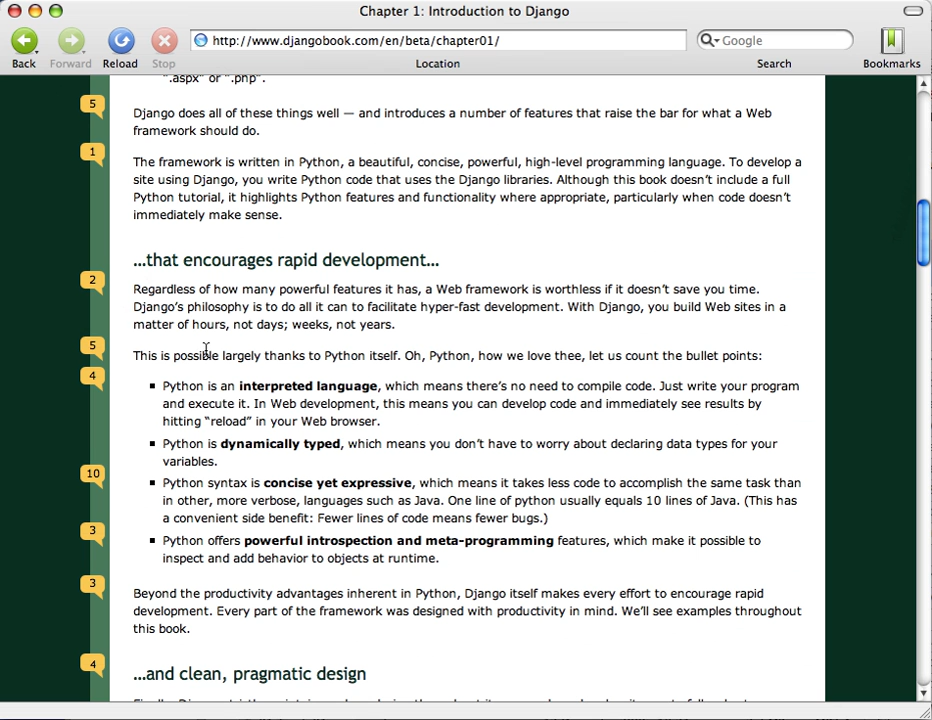 Chapter 1: Introduction to Django
http://www.djangobook.com/en/beta/chapter01/
Google
Back
Forward
Reload
Stop
Location
Search
Bookmarks
".aspx" or ".php".
5
Django does all of these things well — and introduces a number of features that raise the bar for what a Web
framework should do.
1
The framework is written in Python, a beautiful, concise, powerful, high-level programming language. To develop a
site using Django, you write Python code that uses the Django libraries. Although this book doesn’t include a full
Python tutorial, it highlights Python features and functionality where appropriate, particularly when code doesn’t
immediately make sense.
…that encourages rapid development…
2
Regardless of how many powerful features it has, a Web framework is worthless if it doesn’t save you time.
Django’s philosophy is to do all it can to facilitate hyper-fast development. With Django, you build Web sites in a
matter of hours, not days; weeks, not years.
5
This is possible largely thanks to Python itself. Oh, Python, how we love thee, let us count the bullet points:
4
▪ Python is an interpreted language, which means there’s no need to compile code. Just write your program
and execute it. In Web development, this means you can develop code and immediately see results by
hitting “reload” in your Web browser.
▪ Python is dynamically typed, which means you don’t have to worry about declaring data types for your
variables.
10
▪ Python syntax is concise yet expressive, which means it takes less code to accomplish the same task than
in other, more verbose, languages such as Java. One line of python usually equals 10 lines of Java. (This has
a convenient side benefit: Fewer lines of code means fewer bugs.)
3
▪ Python offers powerful introspection and meta-programming features, which make it possible to
inspect and add behavior to objects at runtime.
3
Beyond the productivity advantages inherent in Python, Django itself makes every effort to encourage rapid
development. Every part of the framework was designed with productivity in mind. We’ll see examples throughout
this book.
4
…and clean, pragmatic design